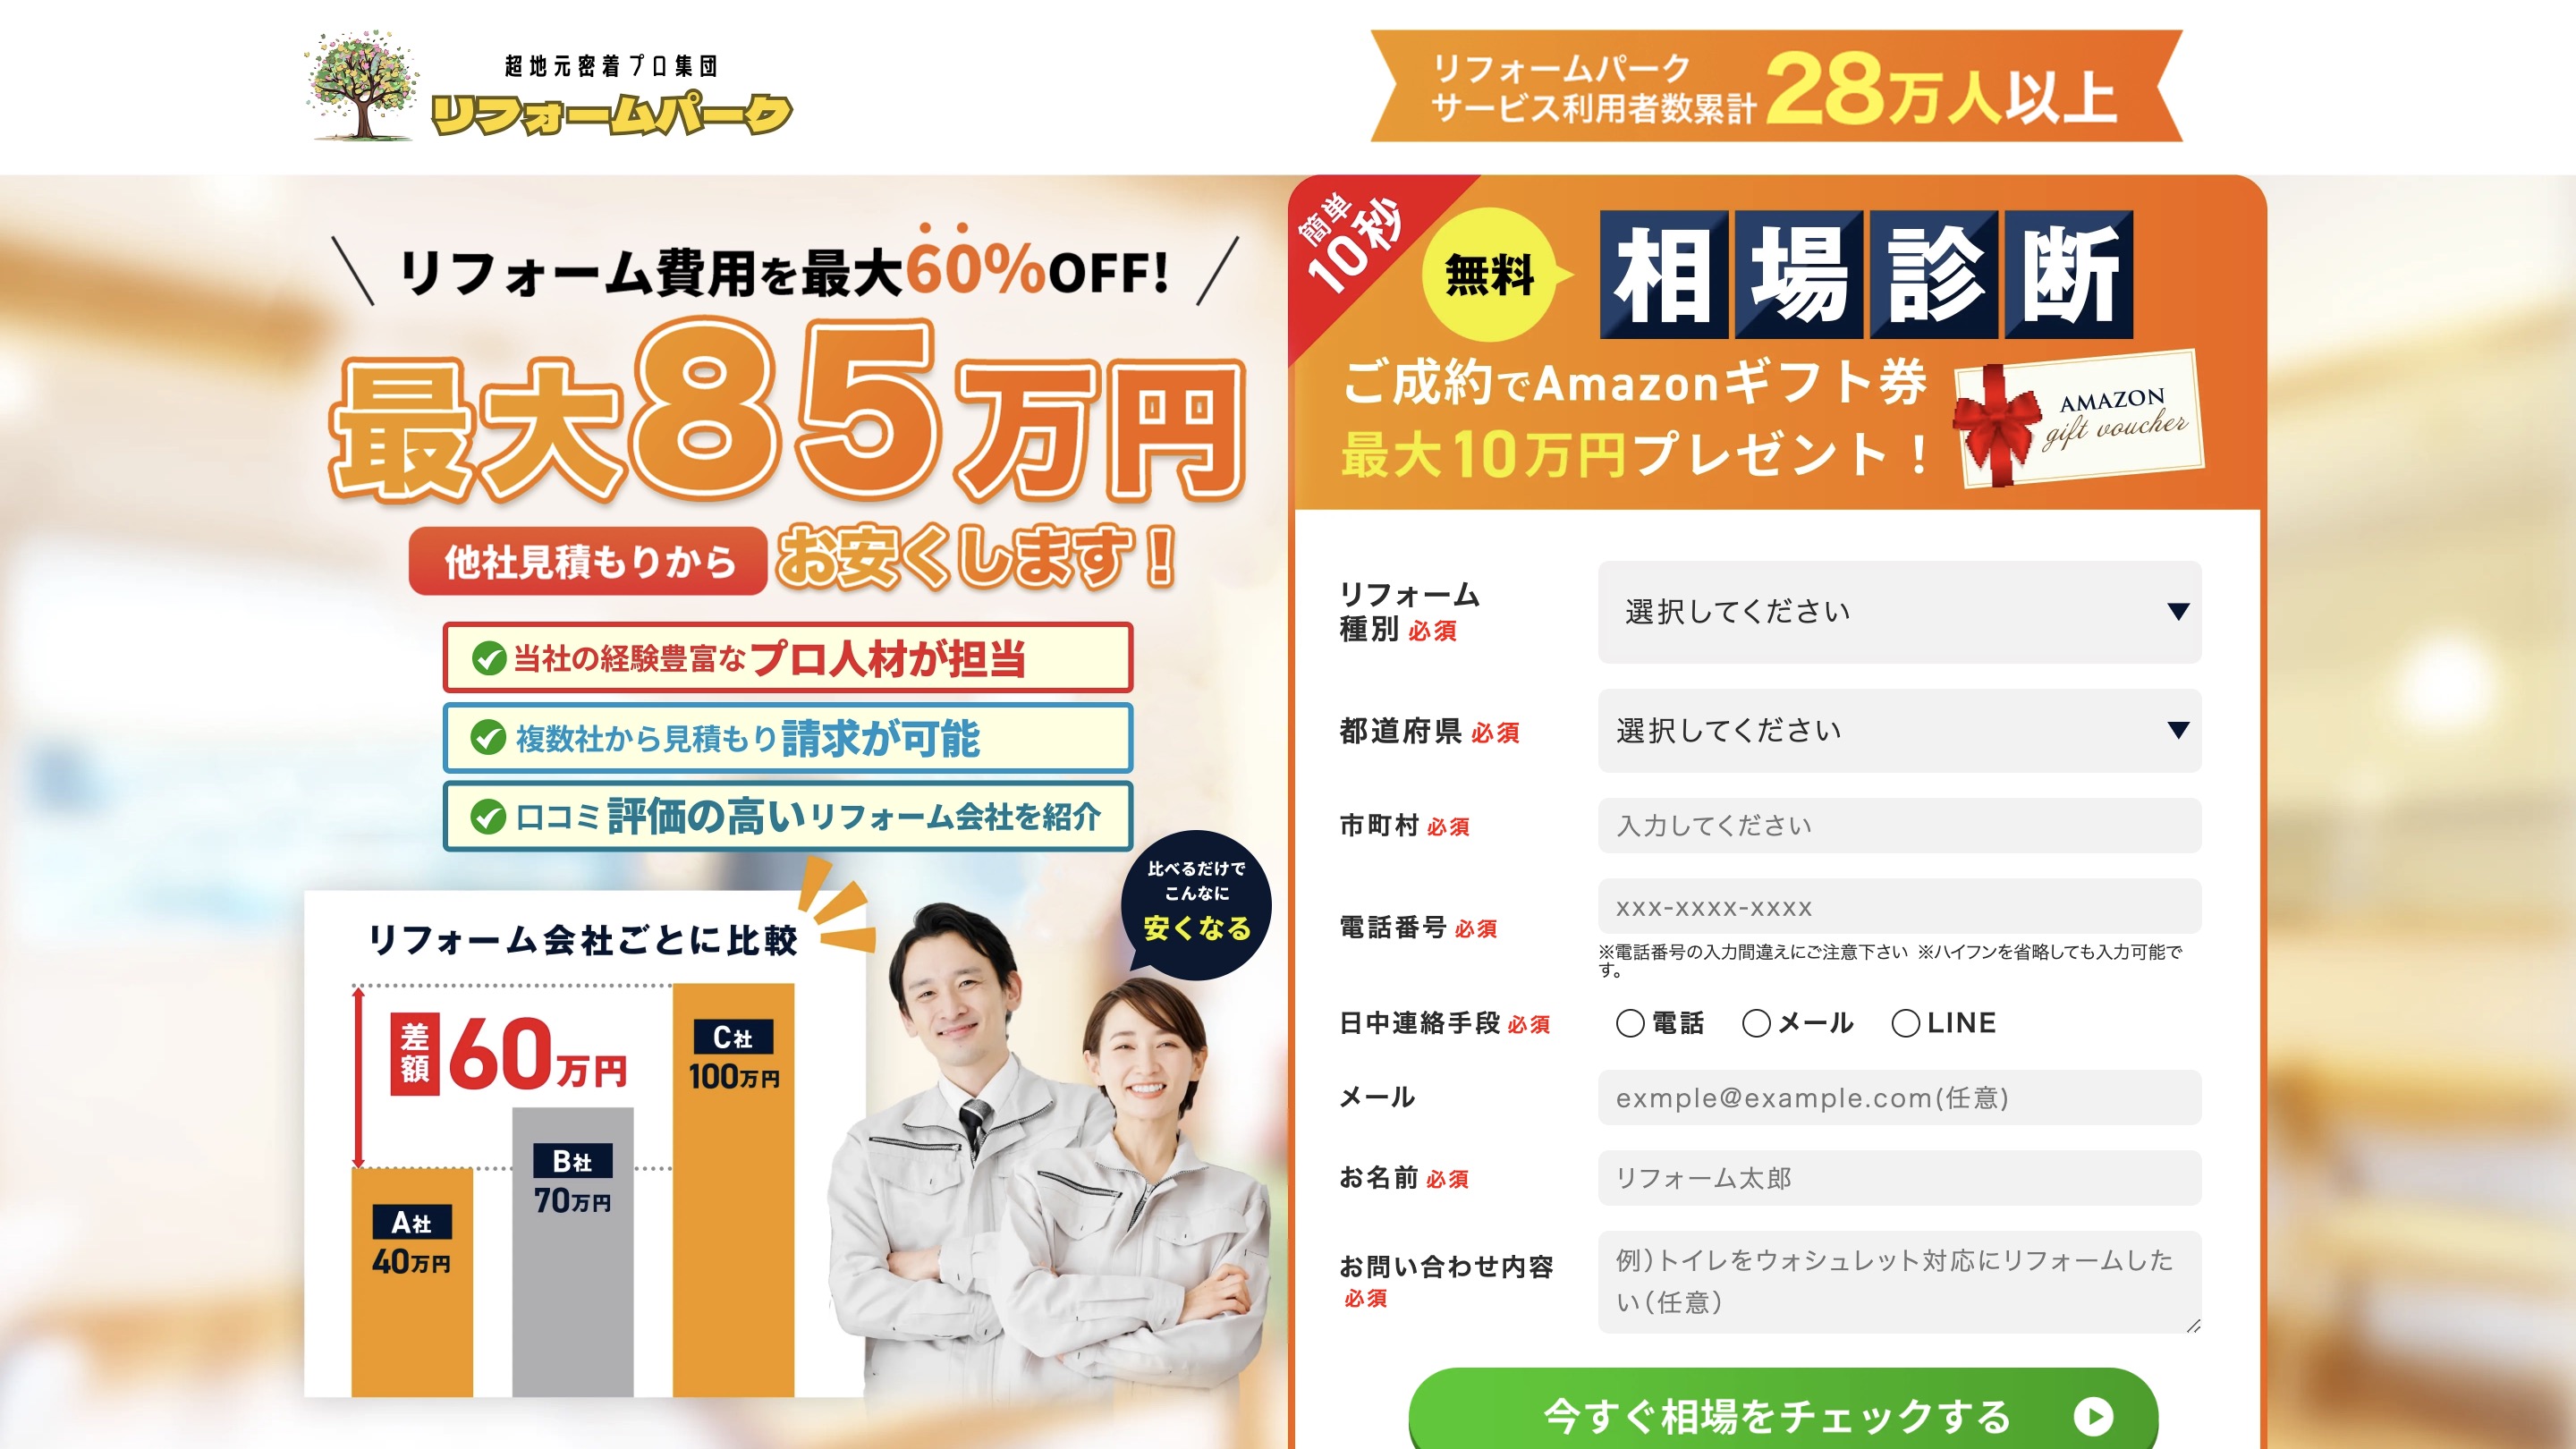 超地元密着プロ集団
リフォームパーク
リフォームパーク
サービス利用者数累計28万人以上
リフォーム費用を最大60%OFF!
最大85万円
他社見積もりから お安くします！
当社の経験豊富なプロ人材が担当
複数社から見積もり請求が可能
口コミ評価の高いリフォーム会社を紹介
比べるだけで
こんなに
安くなる
リフォーム会社ごとに比較
差額 60万円
A社
40万円
B社
70万円
C社
100万円
簡単
10秒
無料
相場診断
ご成約でAmazonギフト券
最大10万円プレゼント！
AMAZON
gift voucher
リフォーム
種別 必須
選択してください
都道府県 必須
選択してください
市町村 必須
入力してください
電話番号 必須
xxx-xxxx-xxxx
※電話番号の入力間違えにご注意下さい ※ハイフンを省略しても入力可能で
す。
日中連絡手段 必須
電話 メール LINE
メール
exmple@example.com(任意)
お名前 必須
リフォーム太郎
お問い合わせ内容
必須
例)トイレをウォシュレット対応にリフォームした
い(任意)
今すぐ相場をチェックする